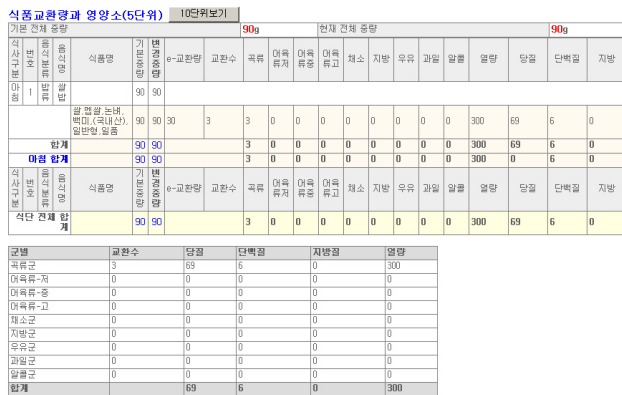 식품교환량과 영양소(5단위) 10단위보기
기본 전체 중량 90g 현재 전체 중량 90g
식사구분 번호 음식분류 음식명 식품명 기본중량 변경중량 e-교환량 교환수 곡류 어육류저 어육류중 어육류고 채소 지방 우유 과일 알콜 열량 당질 단백질 지방
아침 1 밥류 쌀밥 90 90
쌀,멥쌀,논벼,
백미,(국내산), 90 90 30 3 3 0 0 0 0 0 0 0 0 300 69 6 0
일반형,일품
합계 90 90 3 0 0 0 0 0 0 0 0 300 69 6 0
아침 합계 90 90 3 0 0 0 0 0 0 0 0 300 0 6 0
식사구분 번호 음식분류 음식명 식품명 기본중량 변경중량 e-교환량 교환수 곡류 어육류저 어육류중 어육류고 채소 지방 우유 과일 알콜 열량 당질 단백질 지방
식단 전체 합계 90 90 3 0 0 0 0 0 0 0 0 300 69 6 0
군별 교환수 당질 단백질 지방질 열량
곡류군 3 69 6 0 300
어육류-저 0 0 0 0 0
어육류-중 0 0 0 0 0
어육류-고 0 0 0 0 0
채소군 0 0 0 0 0
지방군 0 0 0 0 0
우유군 0 0 0 0 0
과일군 0 0 0 0 0
알콜군 0 0 0 0 0
합계 69 6 0 300